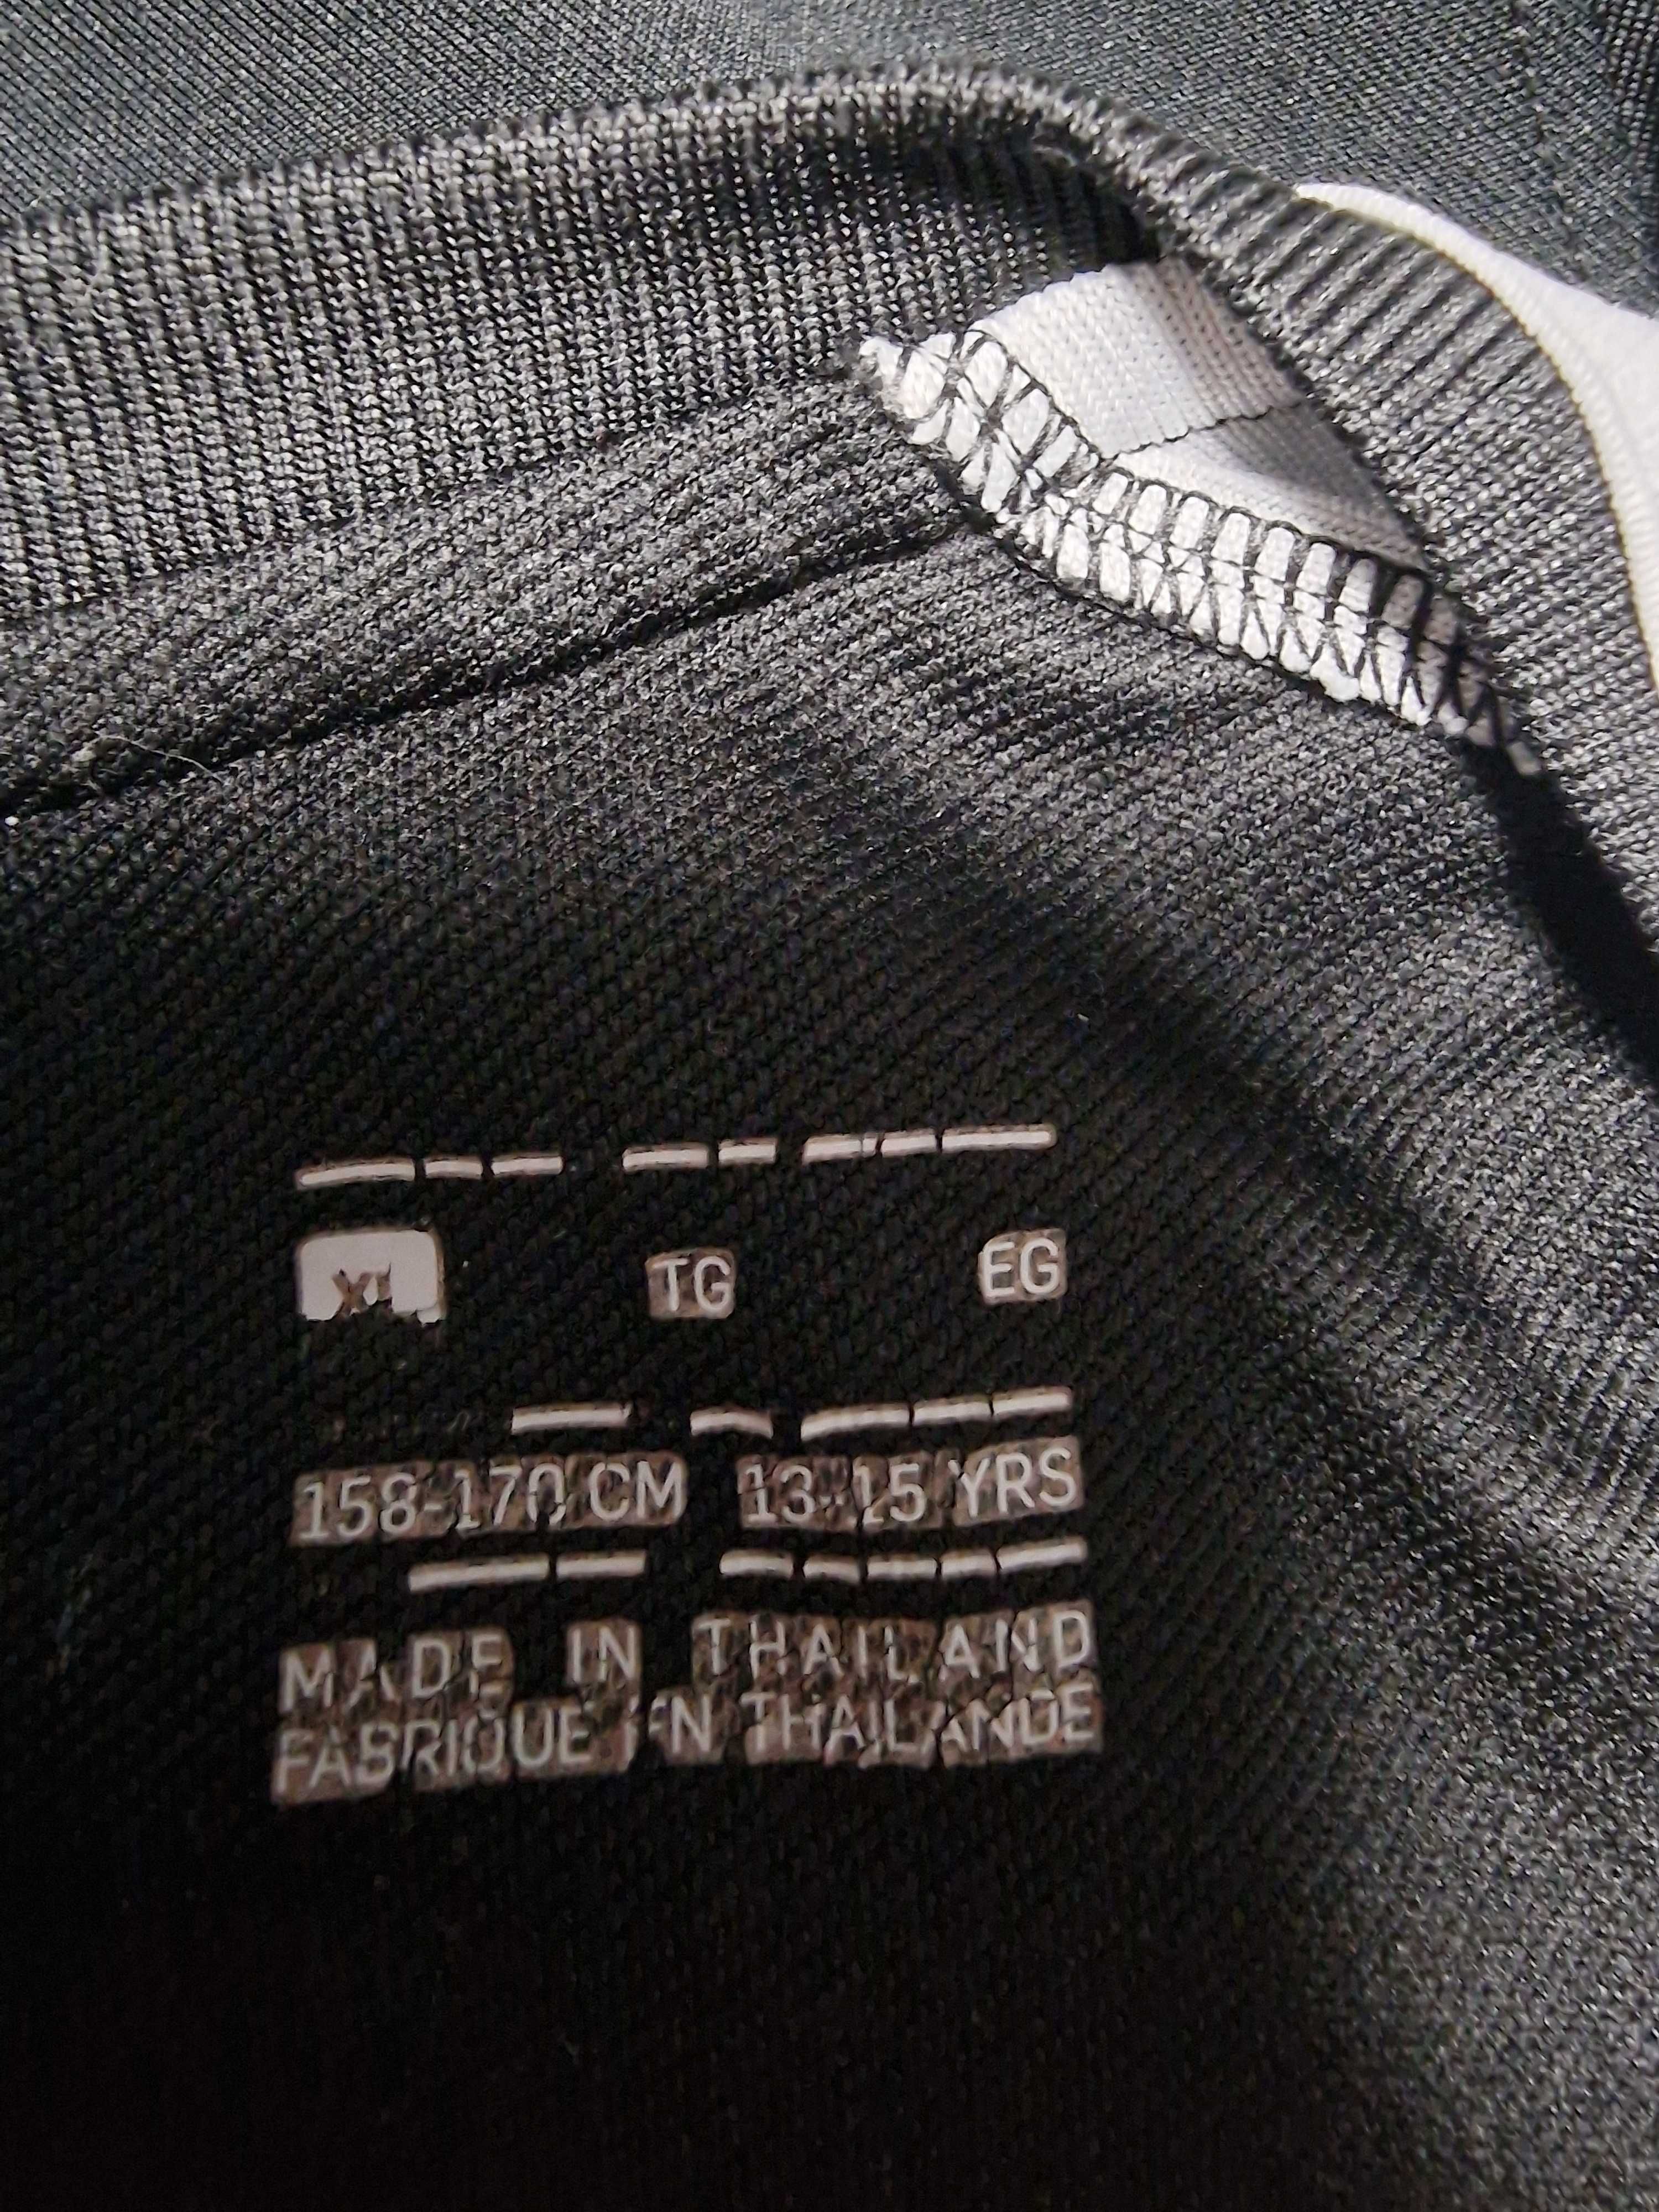 XL TG EG
158-170 CM 13-15 YRS
MADE IN THAILAND
FABRIQUE EN THAILANDE